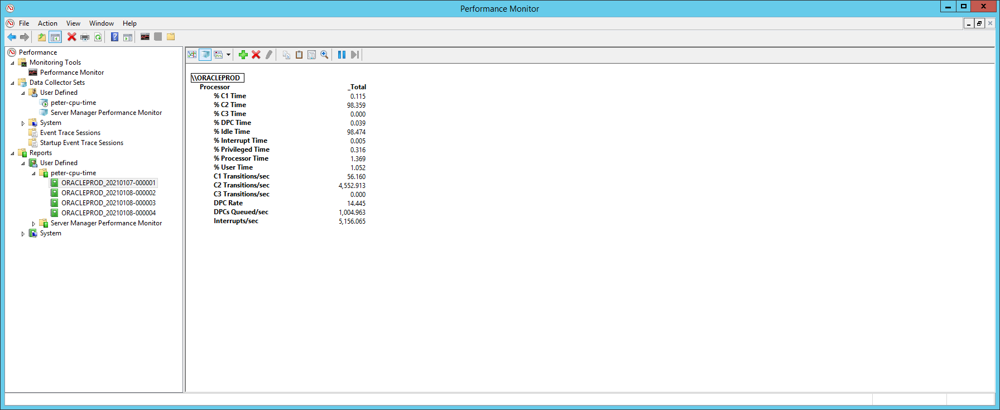 Performance Monitor
File Action View Window Help
Performance
Monitoring Tools
Performance Monitor
Data Collector Sets
User Defined
peter-cpu-time
Server Manager Performance Monitor
System
Event Trace Sessions
Startup Event Trace Sessions
Reports
User Defined
peter-cpu-time
ORACLEPROD_20210107-000001
ORACLEPROD_20210108-000002
ORACLEPROD_20210108-000003
ORACLEPROD_20210108-000004
Server Manager Performance Monitor
System
\\ORACLEPROD
Processor _Total
% C1 Time 0.115
% C2 Time 98.359
% C3 Time 0.000
% DPC Time 0.039
% Idle Time 98.474
% Interrupt Time 0.005
% Privileged Time 0.316
% Processor Time 1.369
% User Time 1.052
C1 Transitions/sec 56.160
C2 Transitions/sec 4,552.913
C3 Transitions/sec 0.000
DPC Rate 14.445
DPCs Queued/sec 1,004.963
Interrupts/sec 5,156.065